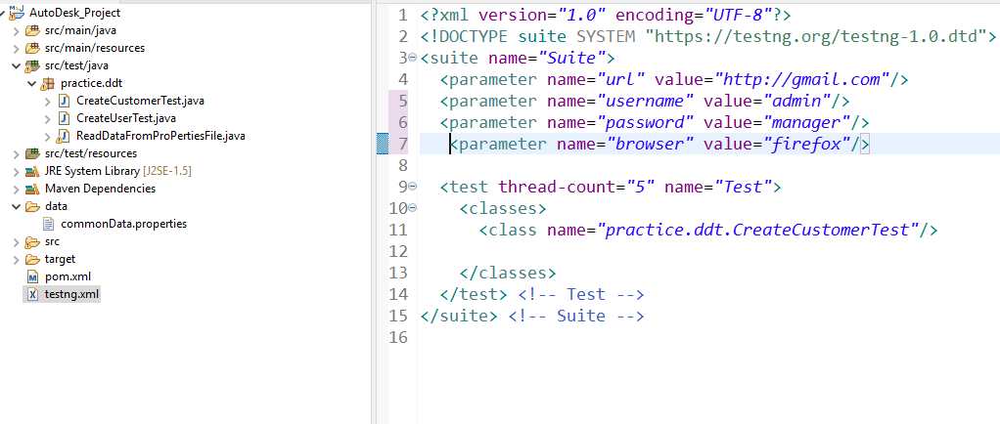 AutoDesk_Project
src/main/java
src/main/resources
src/test/java
practice.ddt
CreateCustomerTest.java
CreateUserTest.java
ReadDataFromProPertiesFile.java
src/test/resources
JRE System Library [J2SE-1.5]
Maven Dependencies
data
commonData.properties
src
target
pom.xml
testng.xml
1 <?xml version="1.0" encoding="UTF-8"?>
2 <!DOCTYPE suite SYSTEM "https://testng.org/testng-1.0.dtd">
3 <suite name="Suite">
4 <parameter name="url" value="http://gmail.com"/>
5 <parameter name="username" value="admin"/>
6 <parameter name="password" value="manager"/>
7 <parameter name="browser" value="firefox"/>
8
9 <test thread-count="5" name="Test">
10 <classes>
11 <class name="practice.ddt.CreateCustomerTest"/>
12
13 </classes>
14 </test> <!-- Test -->
15 </suite> <!-- Suite -->
16